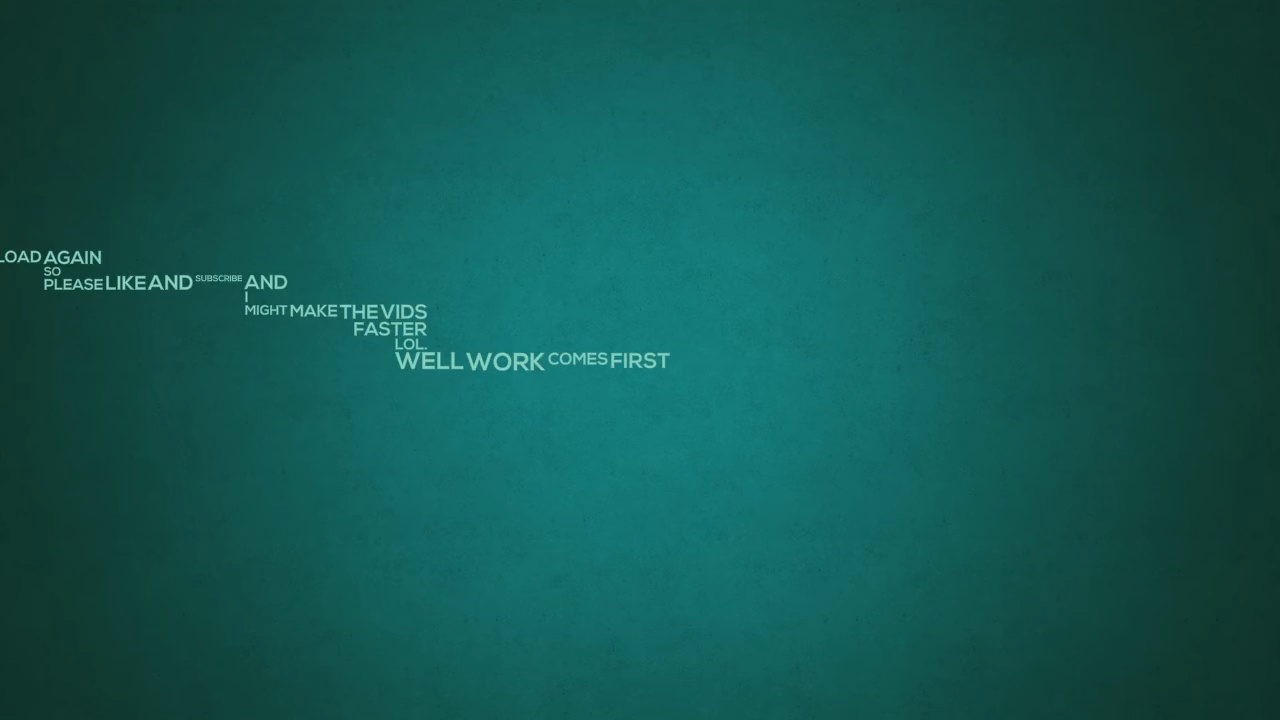 LOAD AGAIN
SO
PLEASE LIKE AND SUBSCRIBE AND
I
MIGHT MAKE THE VIDS
FASTER
LOL.
WELL WORK COMES FIRST